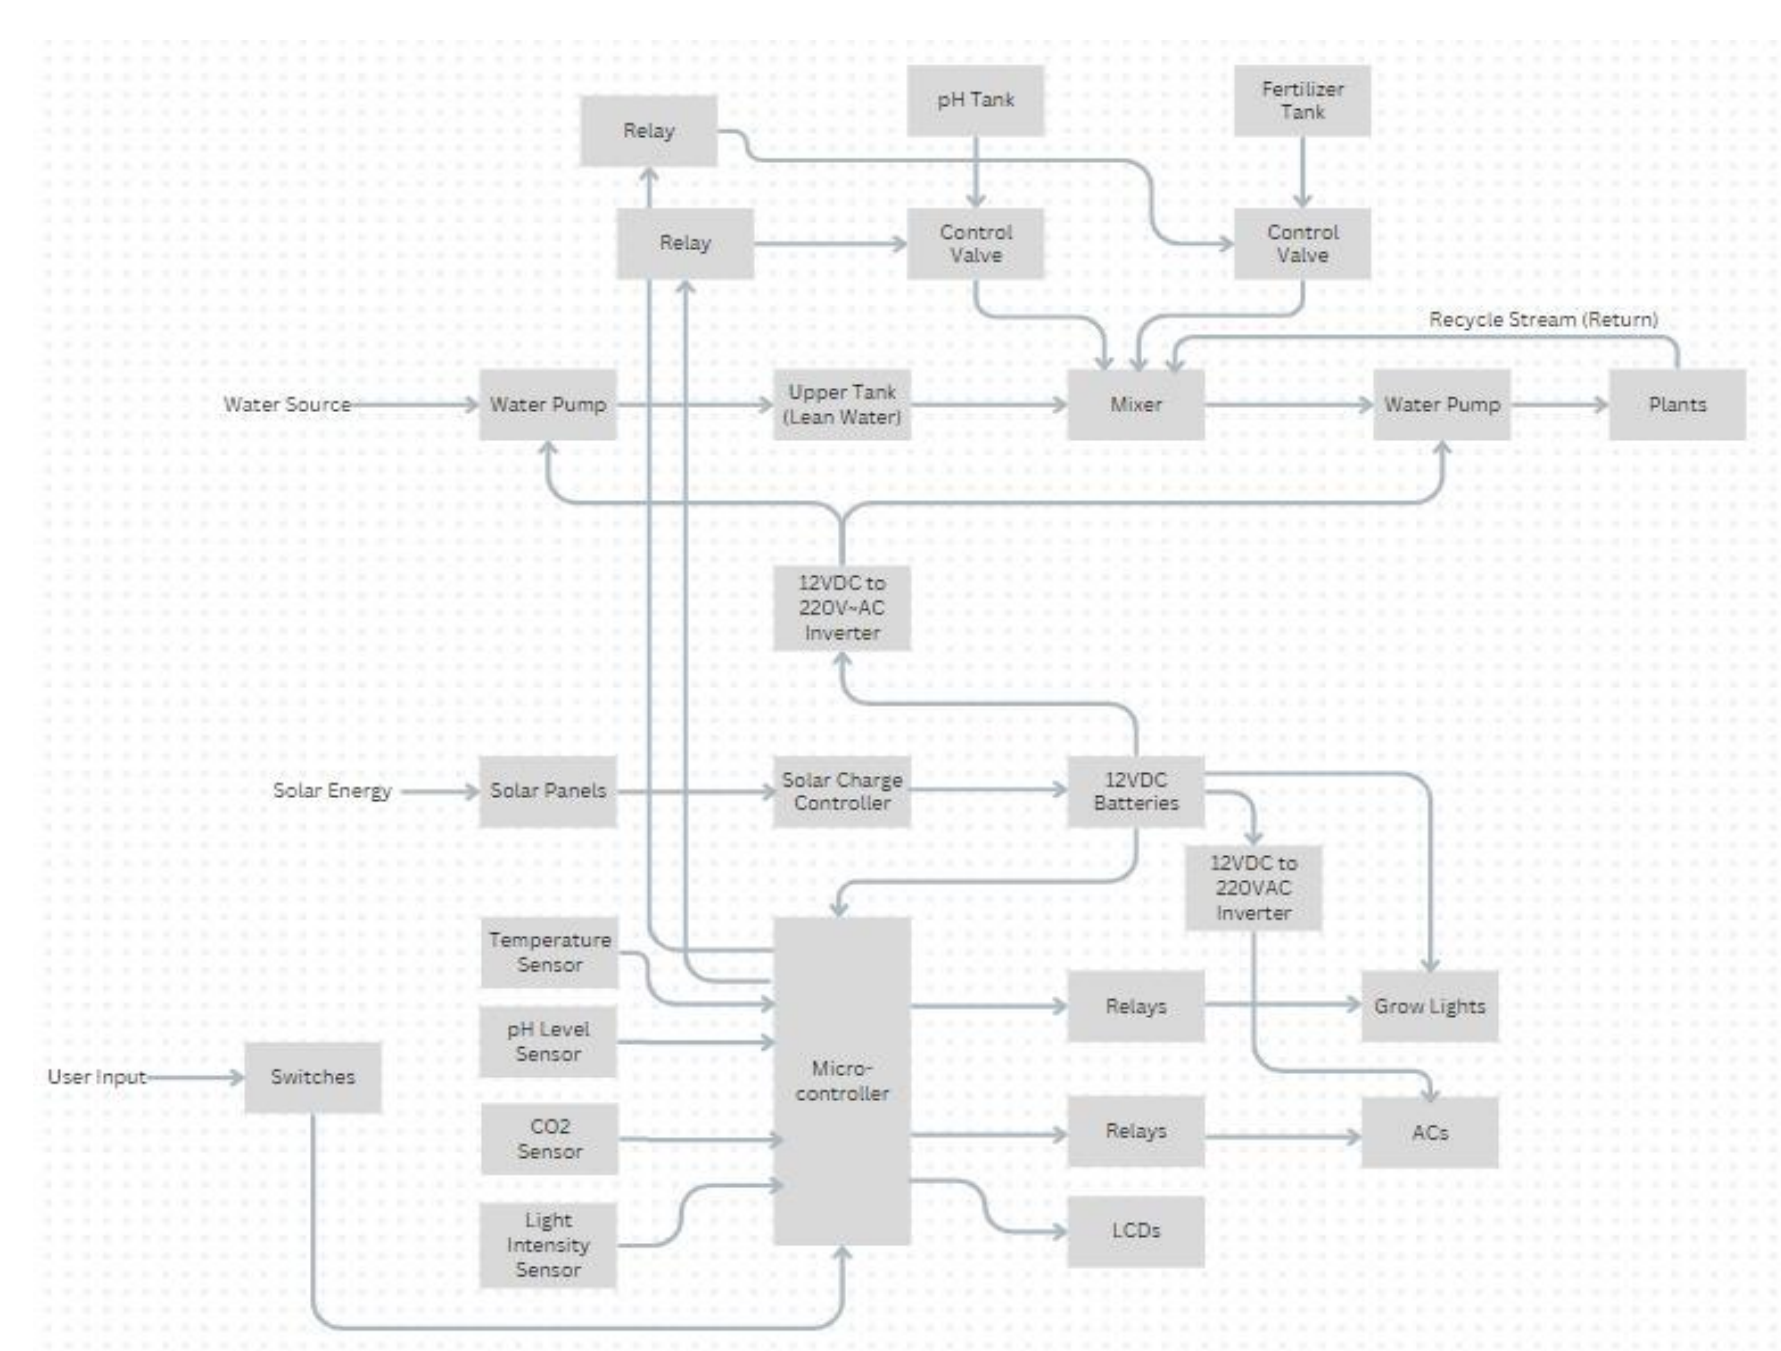 pH Tank
Fertilizer
Tank
Relay
Relay
Control
Valve
Control
Valve
Recycle Stream (Return)
Water Source
Water Pump
Upper Tank
(Lean Water)
Mixer
Water Pump
Plants
12VDC to
220V~AC
Inverter
Solar Energy
Solar Panels
Solar Charge
Controller
12VDC
Batteries
12VDC to
220VAC
Inverter
Temperature
Sensor
pH Level
Sensor
Relays
Grow Lights
User Input
Switches
Micro-
controller
CO2
Sensor
Relays
ACs
Light
Intensity
Sensor
LCDs